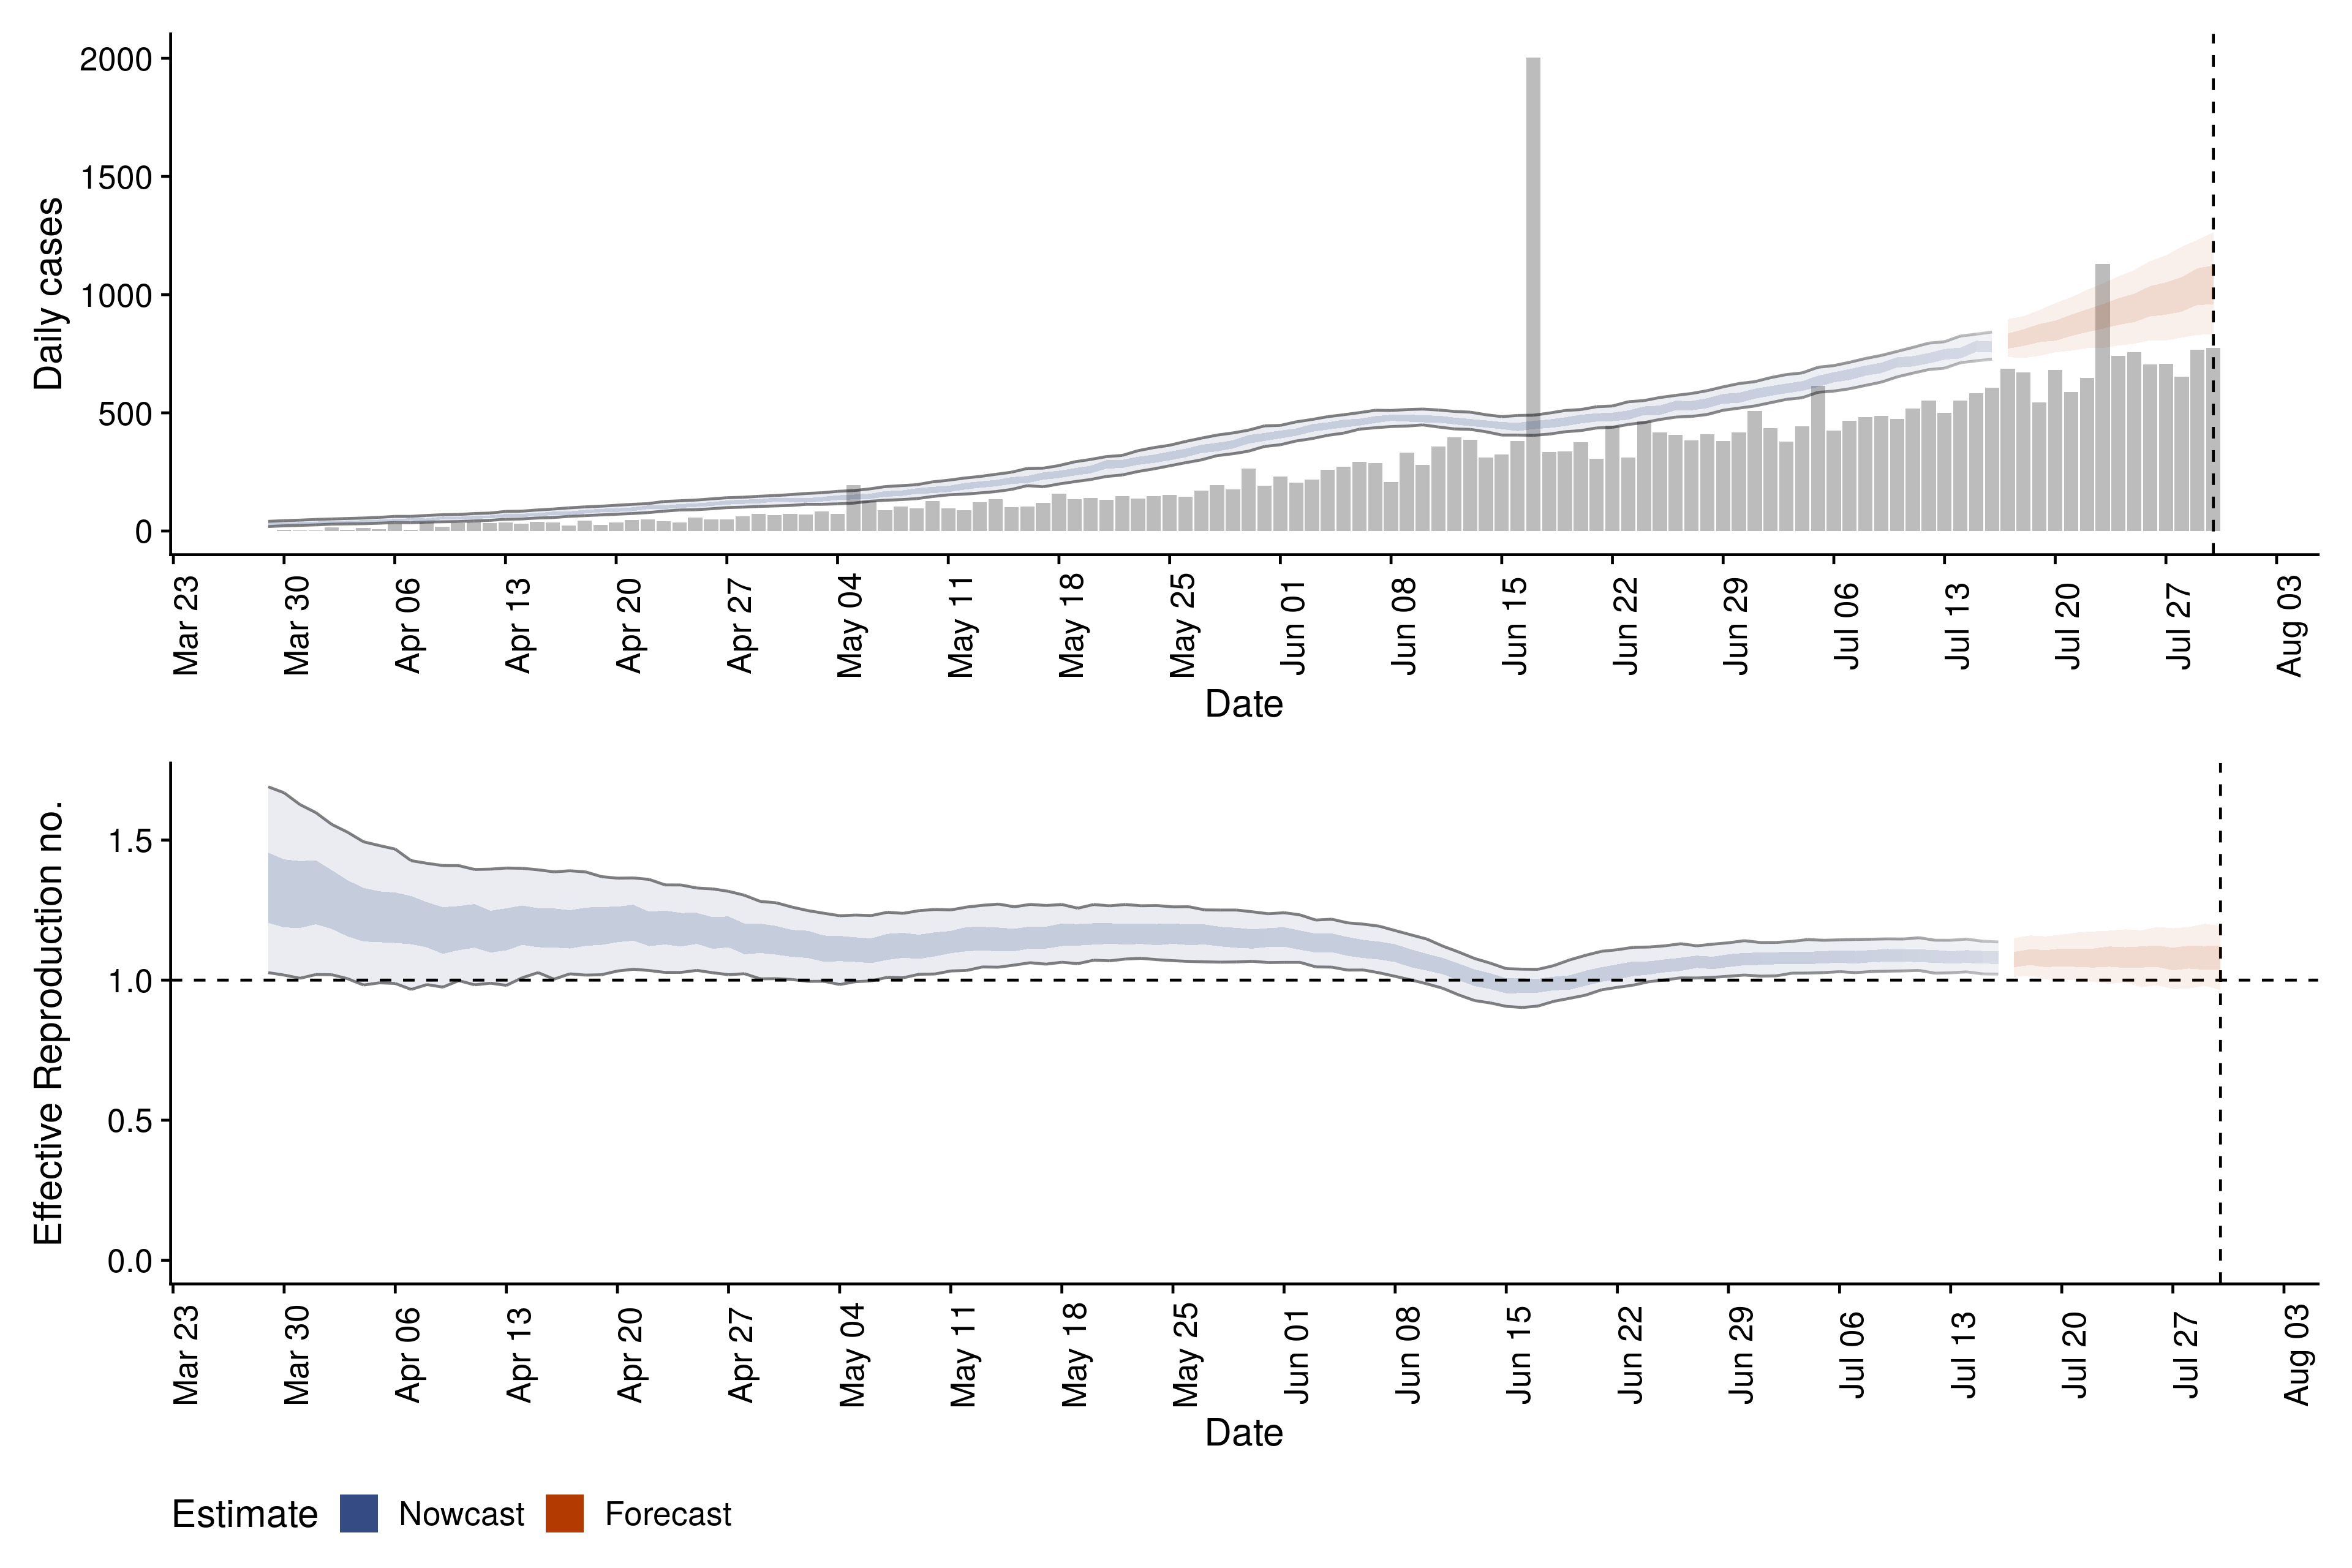 2000
1500
1000
500
0
Daily cases
Mar 23
Mar 30
Apr 06
Apr 13
Apr 20
Apr 27
May 04
May 11
May 18
May 25
Jun 01
Jun 08
Jun 15
Jun 22
Jun 29
Jul 06
Jul 13
Jul 20
Jul 27
Aug 03
Date
1.5
1.0
0.5
0.0
Effective Reproduction no.
Mar 23
Mar 30
Apr 06
Apr 13
Apr 20
Apr 27
May 04
May 11
May 18
May 25
Jun 01
Jun 08
Jun 15
Jun 22
Jun 29
Jul 06
Jul 13
Jul 20
Jul 27
Aug 03
Date
Estimate Nowcast Forecast